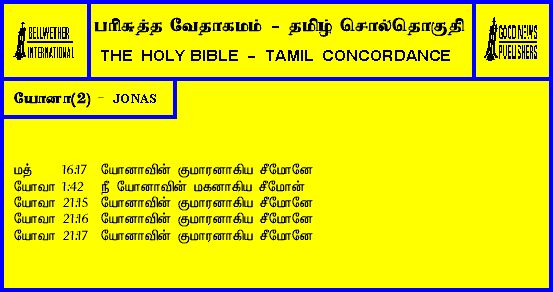 BELLWETHER
INTERNATIONAL
பரிசுத்த வேதாகமம் - தமிழ் சொல்தொகுதி
THE HOLY BIBLE - TAMIL CONCORDANCE
GOOD NEWS
PUBLISHERS
யோனா(2) - JONAS
மத் 16:17 யோனாவின் குமாரனாகிய சீமோனே
யோவா 1:42 நீ யோனாவின் மகனாகிய சீமோன்
யோவா 21:15 யோனாவின் குமாரனாகிய சீமோனே
யோவா 21:16 யோனாவின் குமாரனாகிய சீமோனே
யோவா 21:17 யோனாவின் குமாரனாகிய சீமோனே